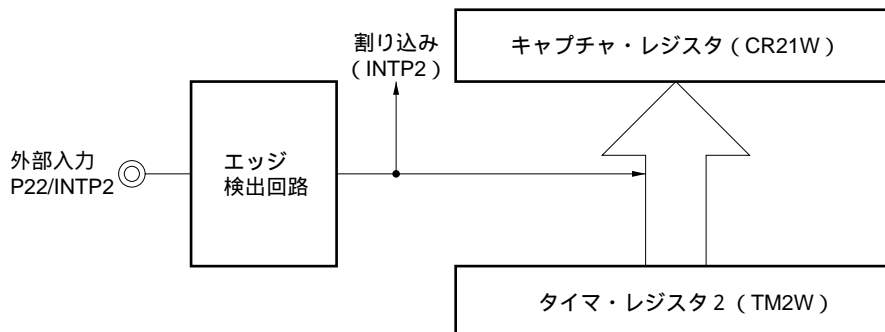 割り込み
（INTP2）
キャプチャ・レジスタ（CR21W）
外部入力
P22/INTP2
エッジ
検出回路
タイマ・レジスタ2（TM2W）